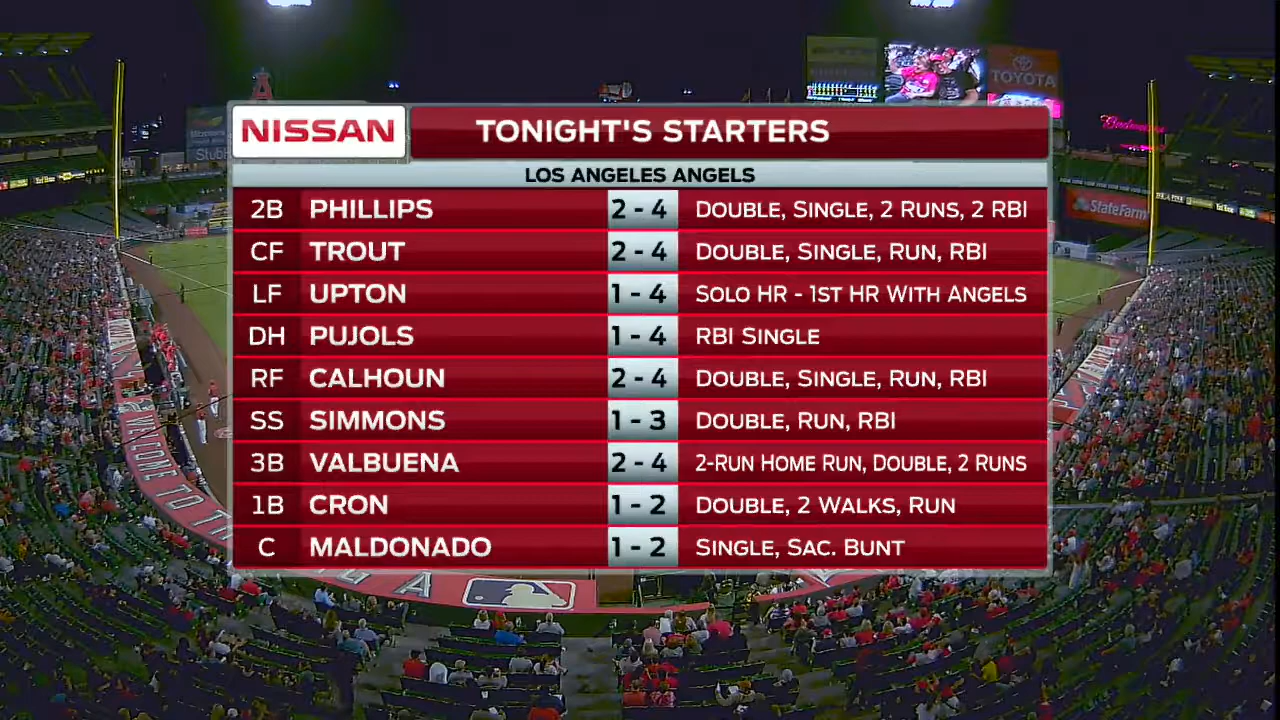 TOYOTA
Budweiser
StateFarm
NISSAN TONIGHT'S STARTERS
LOS ANGELES ANGELS
2B PHILLIPS 2 - 4 DOUBLE, SINGLE, 2 RUNS, 2 RBI
CF TROUT 2 - 4 DOUBLE, SINGLE, RUN, RBI
LF UPTON 1 - 4 SOLO HR - 1ST HR WITH ANGELS
DH PUJOLS 1 - 4 RBI SINGLE
RF CALHOUN 2 - 4 DOUBLE, SINGLE, RUN, RBI
SS SIMMONS 1 - 3 DOUBLE, RUN, RBI
3B VALBUENA 2 - 4 2-RUN HOME RUN, DOUBLE, 2 RUNS
1B CRON 1 - 2 DOUBLE, 2 WALKS, RUN
C MALDONADO 1 - 2 SINGLE, SAC. BUNT
WELCOME TO TH
G A